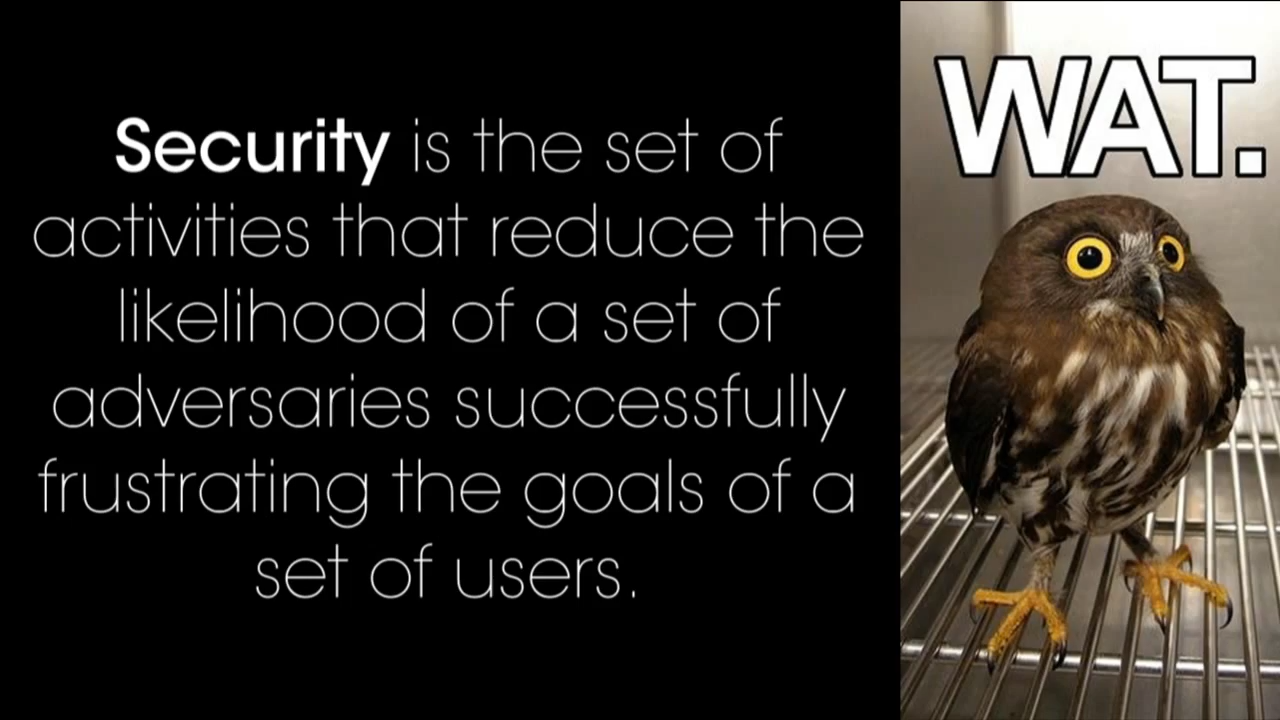 Security is the set of
activities that reduce the
likelihood of a set of
adversaries successfully
frustrating the goals of a
set of users.
WAT.